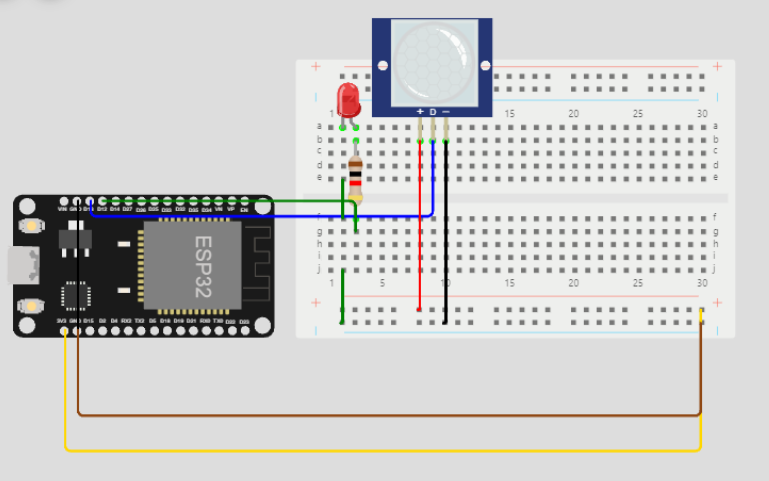 + D −
+ +
1 15 20 25 30
a a
b b
c c
d d
e e
VIN GND D13 D12 D14 D27 D26 D25 D33 D32 D35 D34 VN VP EN
f f
g g
ESP32
h h
i i
j j
1 5 10 15 20 25 30
3V3 GND D15 D2 D4 RX2 TX2 D5 D18 D19 D21 RX0 TX0 D22 D23
+ +